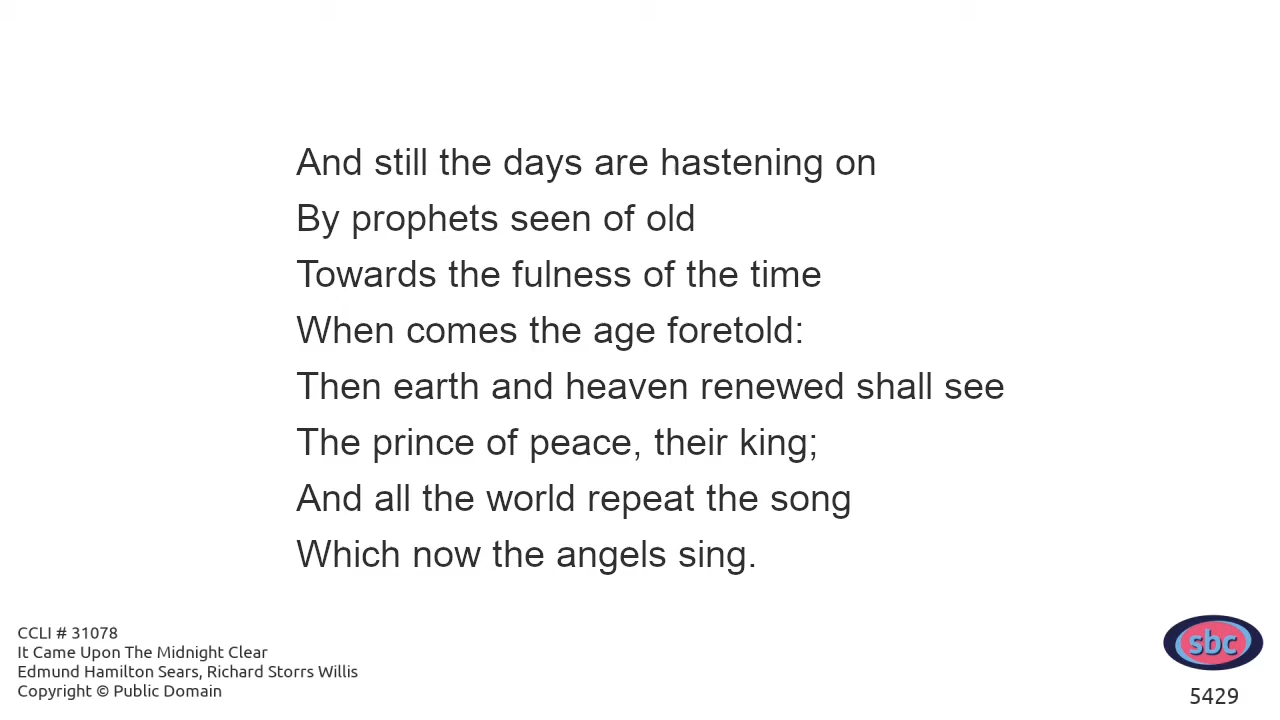 And still the days are hastening on
By prophets seen of old
Towards the fulness of the time
When comes the age foretold:
Then earth and heaven renewed shall see
The prince of peace, their king;
And all the world repeat the song
Which now the angels sing.
CCLI # 31078
It Came Upon The Midnight Clear
Edmund Hamilton Sears, Richard Storrs Willis
Copyright © Public Domain
sbc
5429